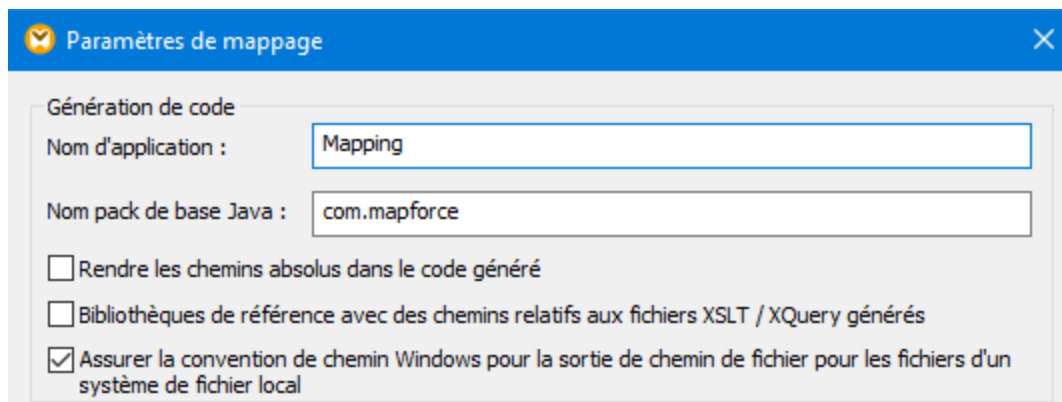 Paramètres de mappage
Génération de code
Nom d'application : Mapping
Nom pack de base Java : com.mapforce
Rendre les chemins absolus dans le code généré
Bibliothèques de référence avec des chemins relatifs aux fichiers XSLT / XQuery générés
Assurer la convention de chemin Windows pour la sortie de chemin de fichier pour les fichiers d'un
système de fichier local